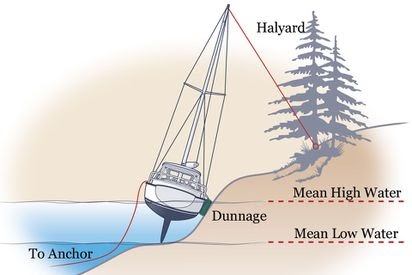 Halyard
Mean High Water
Dunnage
Mean Low Water
To Anchor